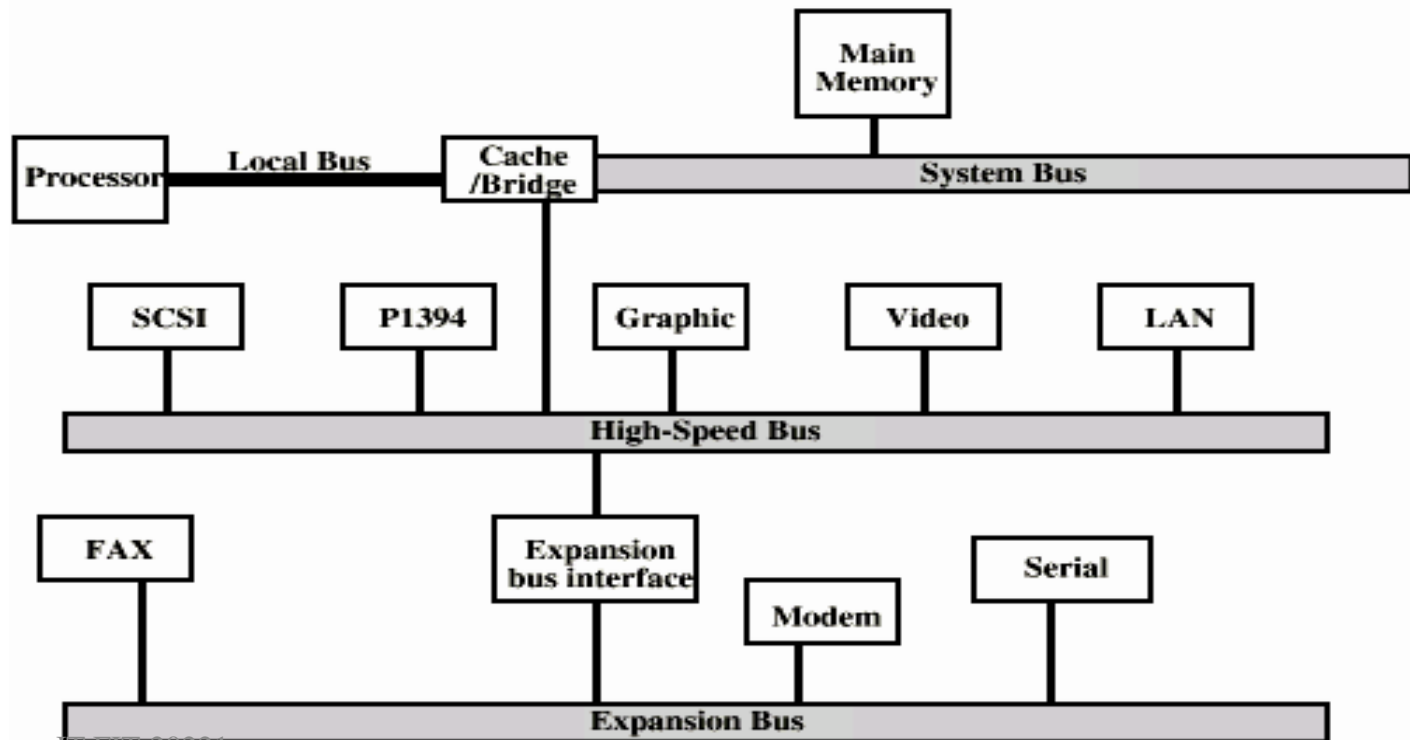 Main
Memory
Processor
Local Bus
Cache
/Bridge
System Bus
SCSI
P1394
Graphic
Video
LAN
High-Speed Bus
FAX
Expansion
bus interface
Modem
Serial
Expansion Bus